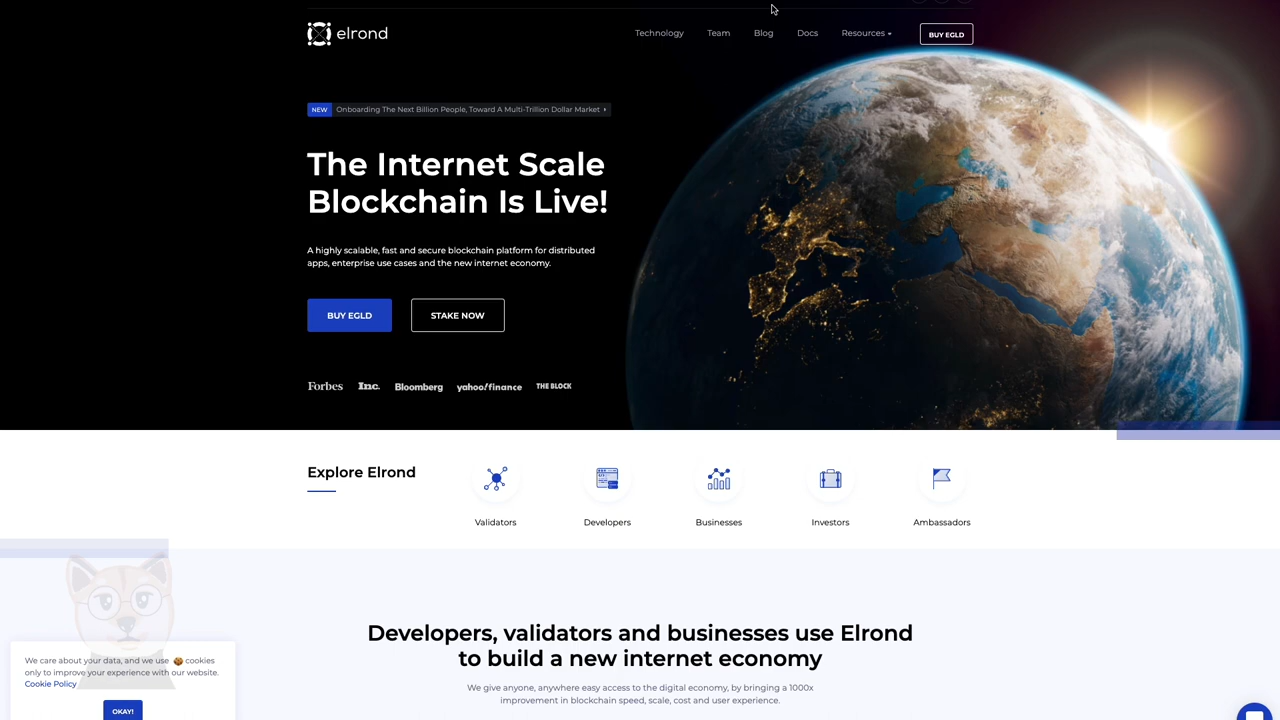 elrond
Technology
Team
Blog
Docs
Resources
BUY EGLD
NEW
Onboarding The Next Billion People, Toward A Multi-Trillion Dollar Market
The Internet Scale
Blockchain Is Live!
A highly scalable, fast and secure blockchain platform for distributed
apps, enterprise use cases and the new internet economy.
BUY EGLD
STAKE NOW
Forbes
Inc.
Bloomberg
yahoo!finance
THE BLOCK
Explore Elrond
Validators
Developers
Businesses
Investors
Ambassadors
Developers, validators and businesses use Elrond
to build a new internet economy
We give anyone, anywhere easy access to the digital economy, by bringing a 1000x
improvement in blockchain speed, scale, cost and user experience.
We care about your data, and we use 🍪 cookies
only to improve your experience with our website.
Cookie Policy
OKAY!